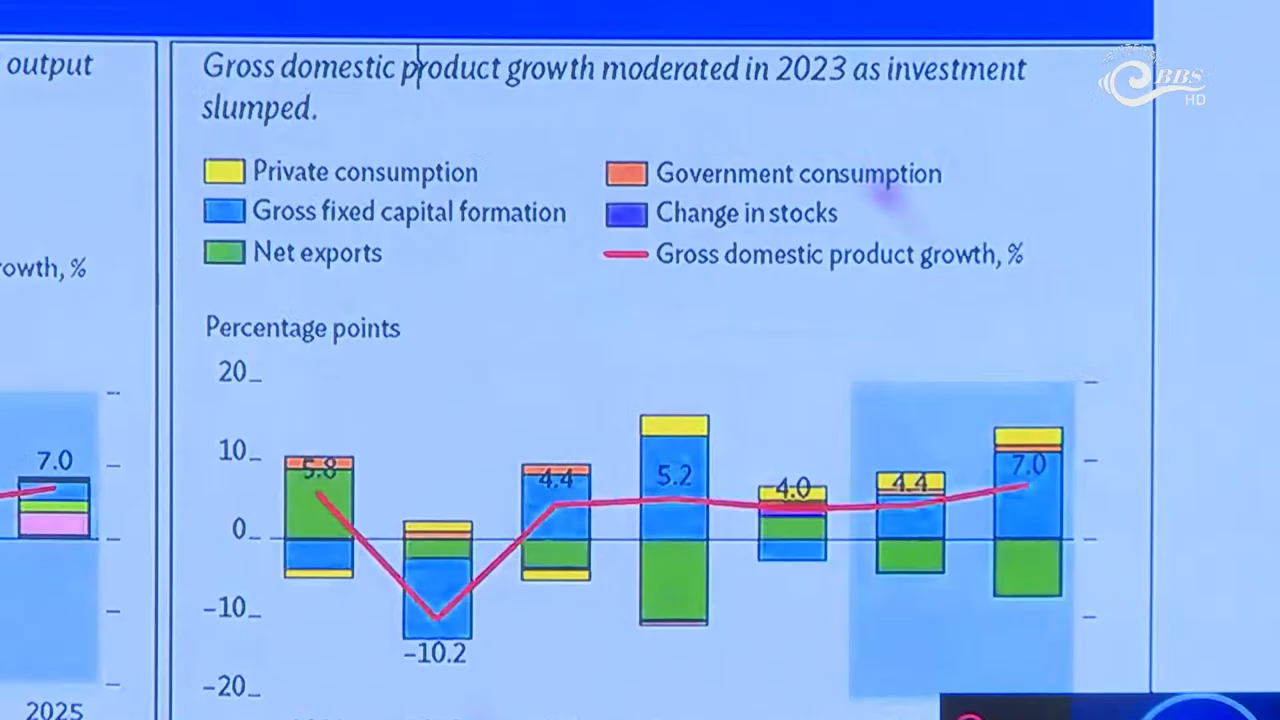 output
rowth, %
7.0
2025
Gross domestic product growth moderated in 2023 as investment
slumped.
Private consumption
Government consumption
Gross fixed capital formation
Change in stocks
Net exports
Gross domestic product growth, %
Percentage points
20
10
0
−10
−20
5.8
−10.2
4.4
5.2
4.0
4.4
7.0
BBS
HD